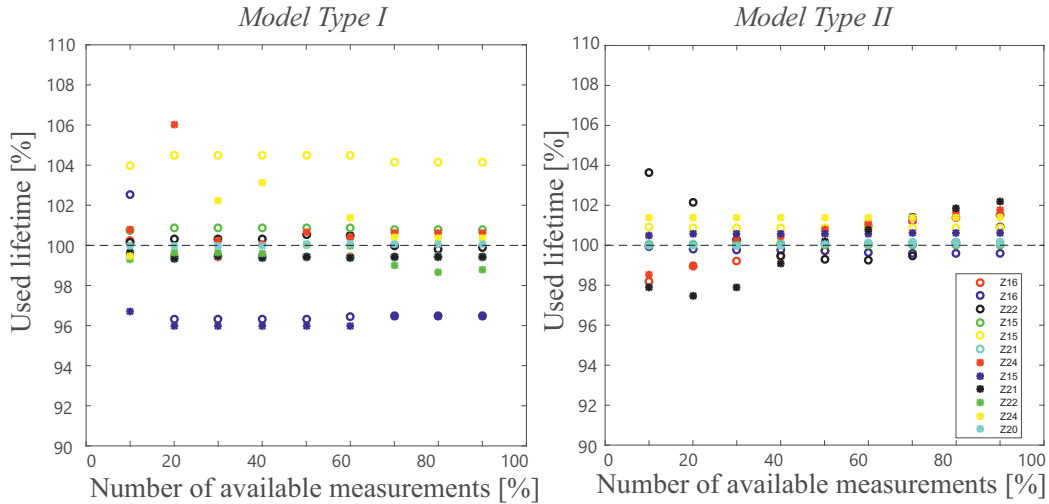 Model Type I
Model Type II
110
108
106
104
102
100
98
96
94
92
90
0 20 40 60 80 100
Used lifetime [%]
Number of available measurements [%]
110
108
106
104
102
100
98
96
94
92
90
0 20 40 60 80 100
Used lifetime [%]
Number of available measurements [%]
Z16
Z16
Z22
Z15
Z15
Z21
Z24
Z15
Z21
Z22
Z24
Z20